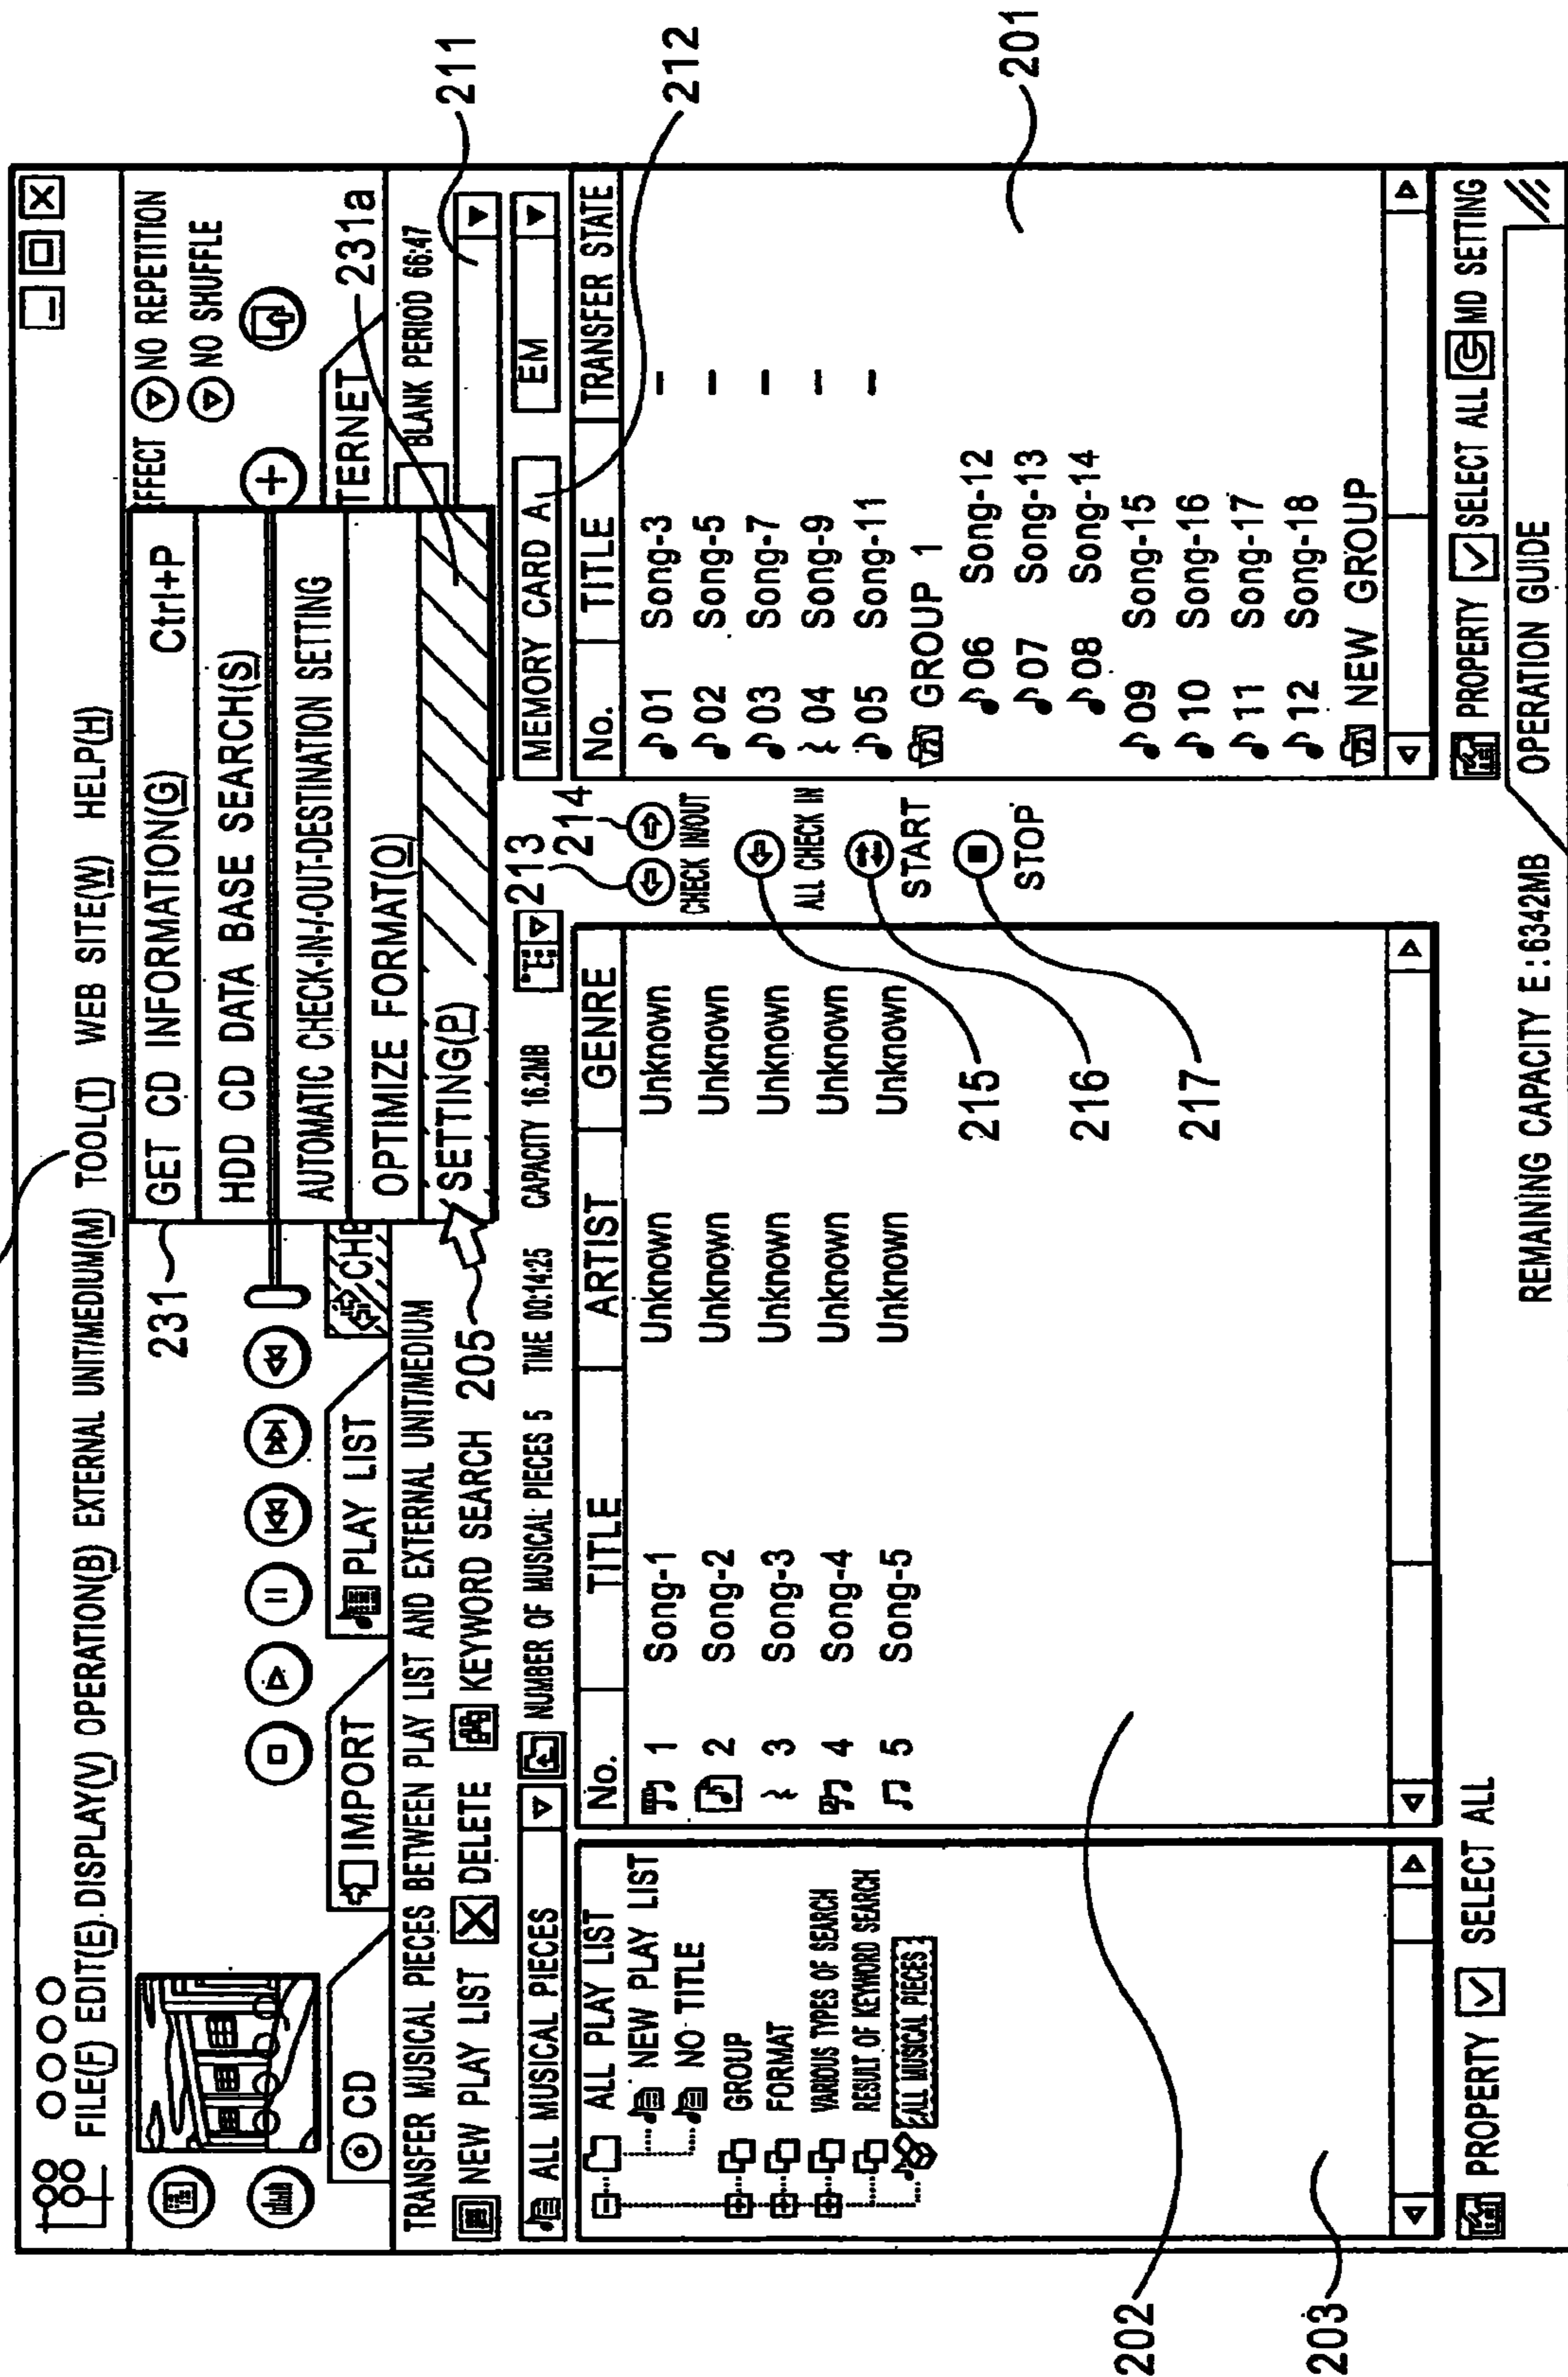 FILE(F) EDIT(E) DISPLAY(V) OPERATION(B) EXTERNAL UNIT/MEDIUM(M) TOOL(T) WEB SITE(W) HELP(H)
231
GET CD INFORMATION(G) Ctrl+P
HDD CD DATA BASE SEARCH(S)
AUTOMATIC CHECK-IN-/OUT-DESTINATION SETTING
OPTIMIZE FORMAT(O)
SETTING(P)
EFFECT NO REPETITION
NO SHUFFLE
CD
IMPORT
PLAY LIST
CHE
TERNET
231a
TRANSFER MUSICAL PIECES BETWEEN PLAY LIST AND EXTERNAL UNIT/MEDIUM
BLANK PERIOD 66:47
NEW PLAY LIST DELETE KEYWORD SEARCH 205
211
ALL MUSICAL PIECES
NUMBER OF MUSICAL PIECES 5 TIME 00:14:25 CAPACITY 16.2MB
213
214
MEMORY CARD A
EM
212
ALL PLAY LIST
NEW PLAY LIST
NO TITLE
GROUP
FORMAT
VARIOUS TYPES OF SEARCH
RESULT OF KEYWORD SEARCH
ALL MUSICAL PIECES
No. TITLE ARTIST GENRE
1 Song-1 Unknown Unknown
2 Song-2 Unknown Unknown
3 Song-3 Unknown Unknown
4 Song-4 Unknown Unknown
5 Song-5 Unknown Unknown
CHECK IN/OUT
ALL CHECK IN
START
STOP
215
216
217
No. TITLE TRANSFER STATE
01 Song-3 –
02 Song-5 –
03 Song-7 –
04 Song-9 –
05 Song-11 –
GROUP 1
06 Song-12
07 Song-13
08 Song-14
09 Song-15
10 Song-16
11 Song-17
12 Song-18
NEW GROUP
201
202
203
PROPERTY SELECT ALL
PROPERTY SELECT ALL MD SETTING
REMAINING CAPACITY E:6342MB OPERATION GUIDE